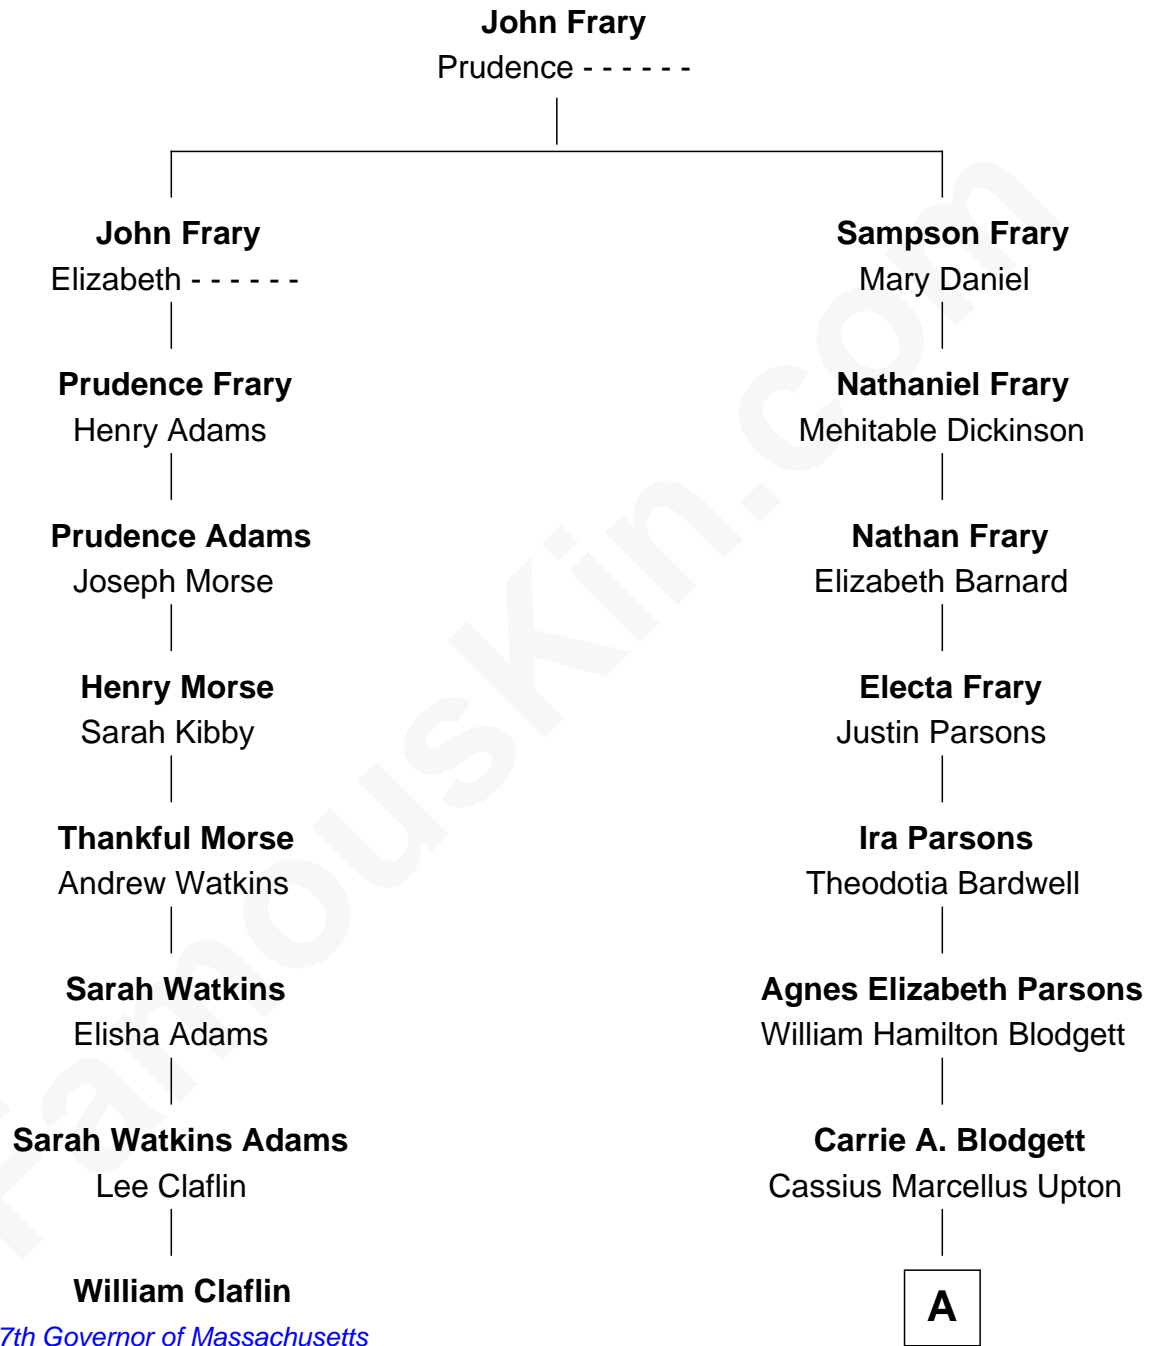 John Frary
Prudence - - - - - -
John Frary
Elizabeth - - - - - -
Sampson Frary
Mary Daniel
Prudence Frary
Henry Adams
Nathaniel Frary
Mehitable Dickinson
Prudence Adams
Joseph Morse
Nathan Frary
Elizabeth Barnard
Henry Morse
Sarah Kibby
Electa Frary
Justin Parsons
Thankful Morse
Andrew Watkins
Ira Parsons
Theodotia Bardwell
Sarah Watkins
Elisha Adams
Agnes Elizabeth Parsons
William Hamilton Blodgett
Sarah Watkins Adams
Lee Claflin
Carrie A. Blodgett
Cassius Marcellus Upton
William Claflin
7th Governor of Massachusetts
A
FamousKin.com